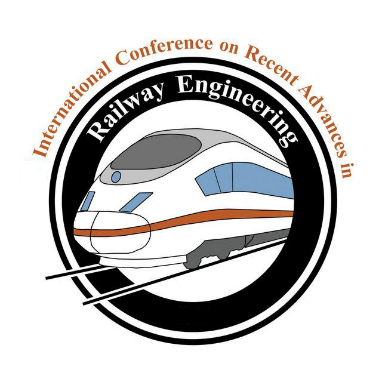 International Conference on Recent Advances in
Railway Engineering